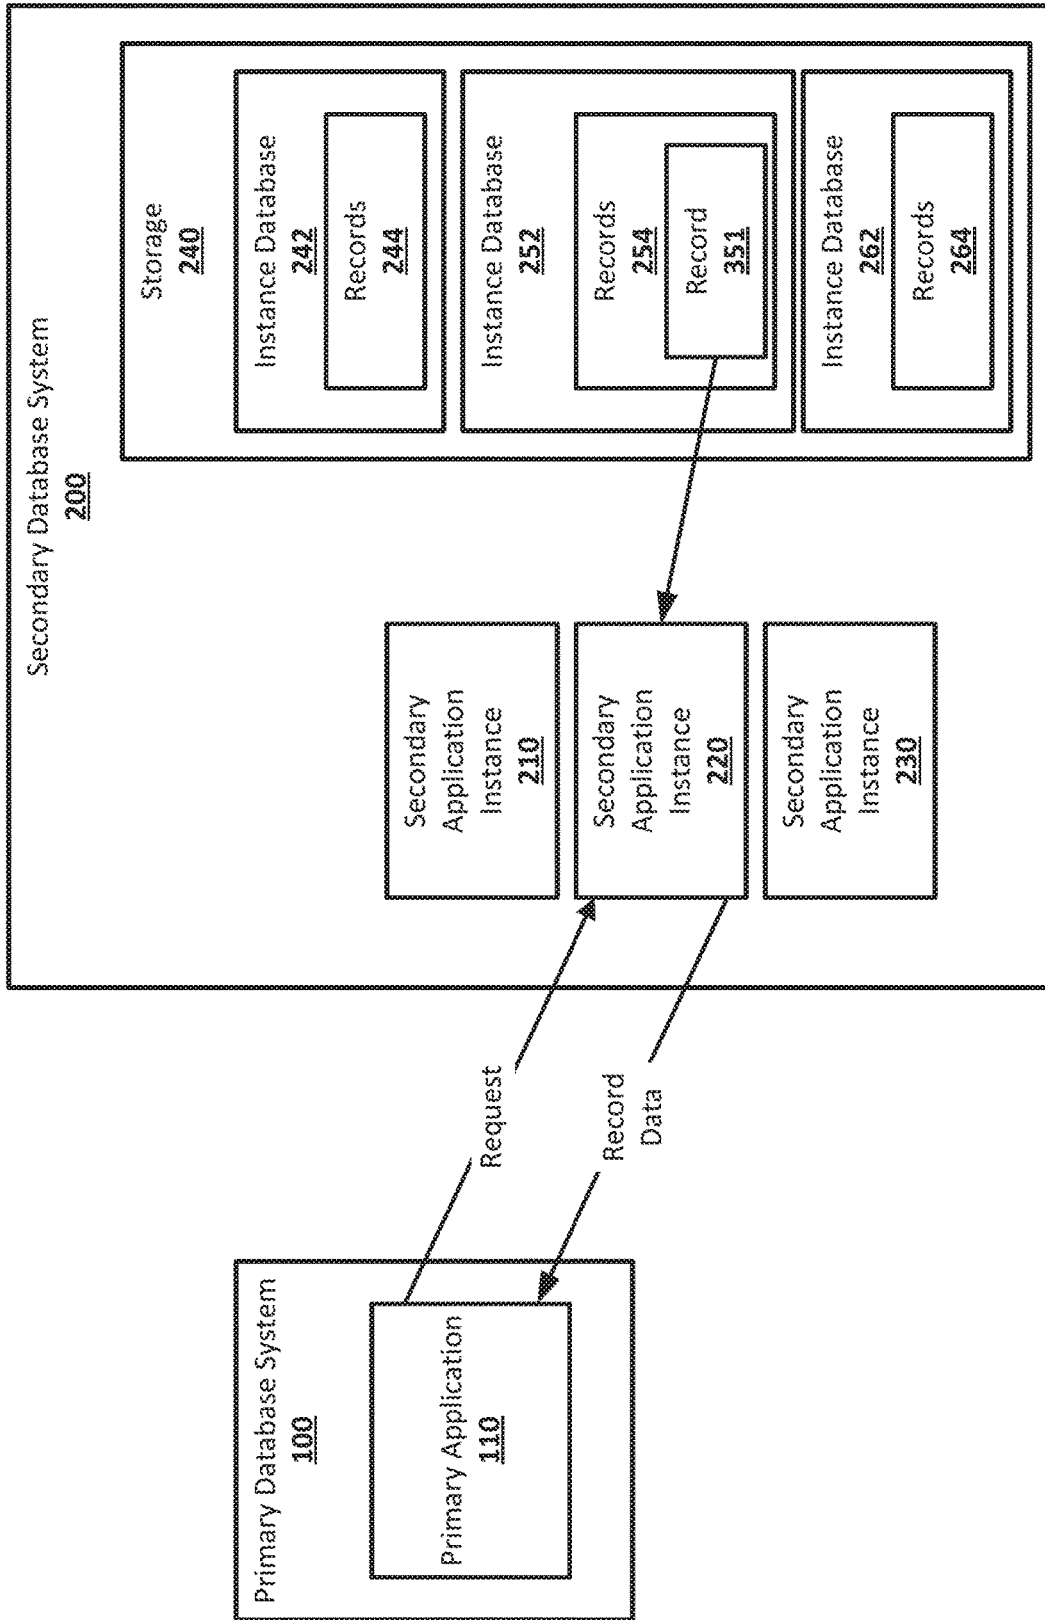 Secondary Database System
200
Storage
240
Instance Database
242
Records
244
Instance Database
252
Records
254
Record
351
Instance Database
262
Records
264
Secondary
Application
Instance
210
Secondary
Application
Instance
220
Secondary
Application
Instance
230
Request
Record
Data
Primary Database System
100
Primary Application
110